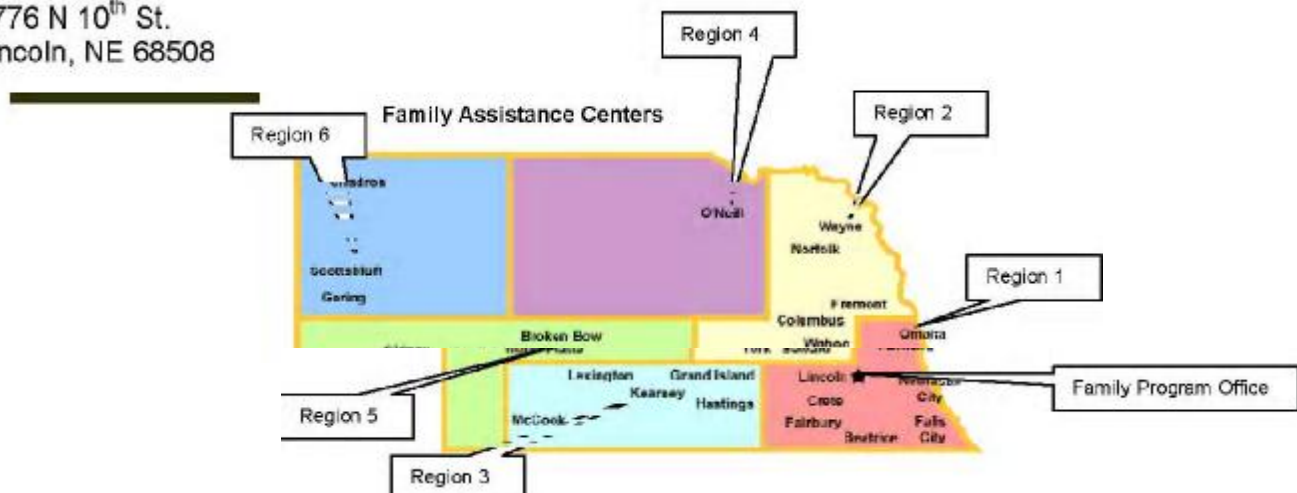 776 N 10th St.
ncoln, NE 68508
Family Assistance Centers
Region 4
Region 2
Region 6
O'Neill
Wayne
Norfolk
Scottsbluff
Gering
Region 1
Fremont
Columbus
Omaha
Broken Bow
Wahoo
York
Lexington
Grand Island
Lincoln
City
Family Program Office
Kearney
Hastings
Crete
Region 5
McCook
Fairbury
Falls
City
Beatrice
Region 3